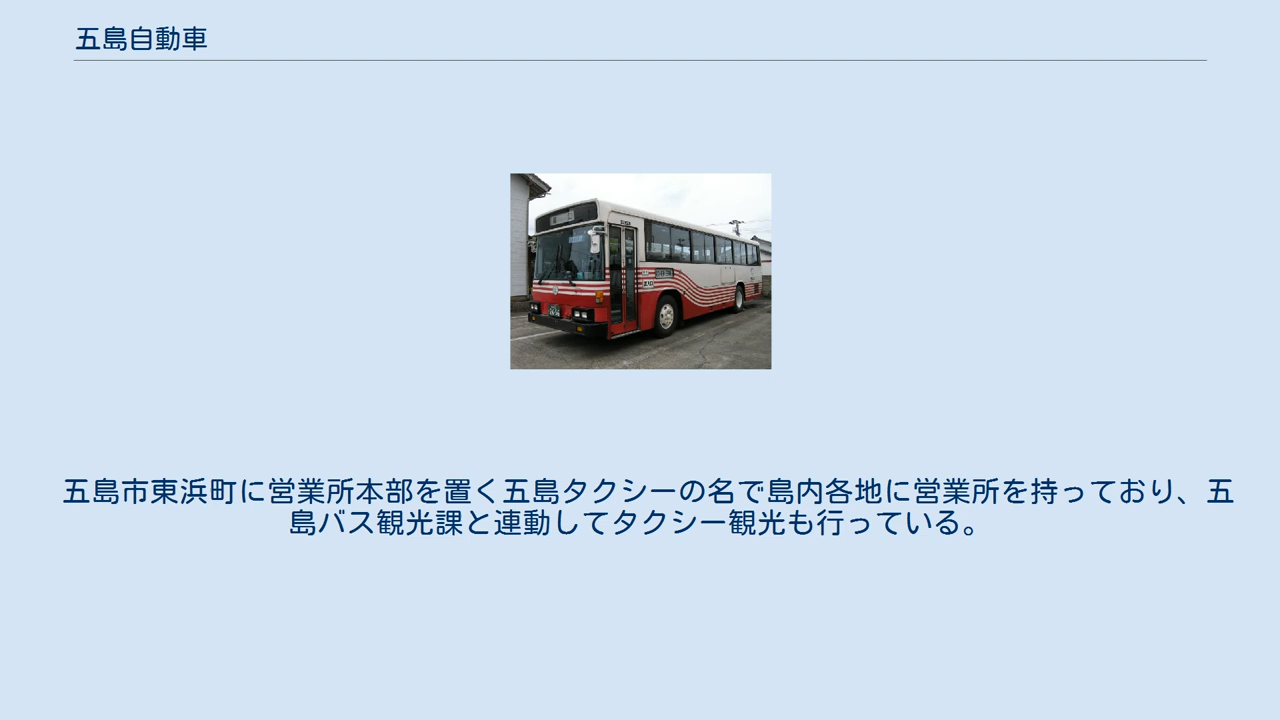 五島自動車
五島市東浜町に営業所本部を置く五島タクシーの名で島内各地に営業所を持っており、五
島バス観光課と連動してタクシー観光も行っている。